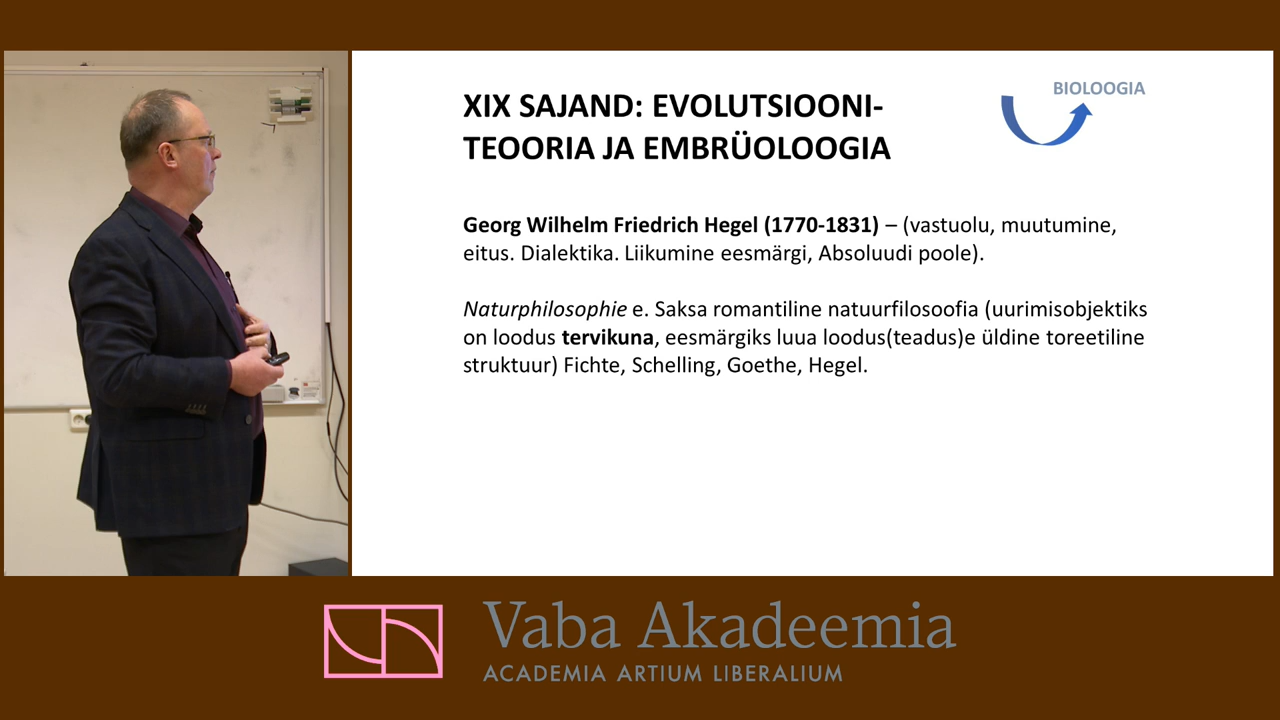 XIX SAJAND: EVOLUTSIOONI-
TEOORIA JA EMBRÜOLOOGIA
BIOLOOGIA
Georg Wilhelm Friedrich Hegel (1770-1831) – (vastuolu, muutumine,
eitus. Dialektika. Liikumine eesmärgi, Absoluudi poole).
Naturphilosophie e. Saksa romantiline natuurfilosoofia (uurimisobjektiks
on loodus tervikuna, eesmärgiks luua loodus(teadus)e üldine toreetiline
struktuur) Fichte, Schelling, Goethe, Hegel.
Vaba Akadeemia
ACADEMIA ARTIUM LIBERALIUM